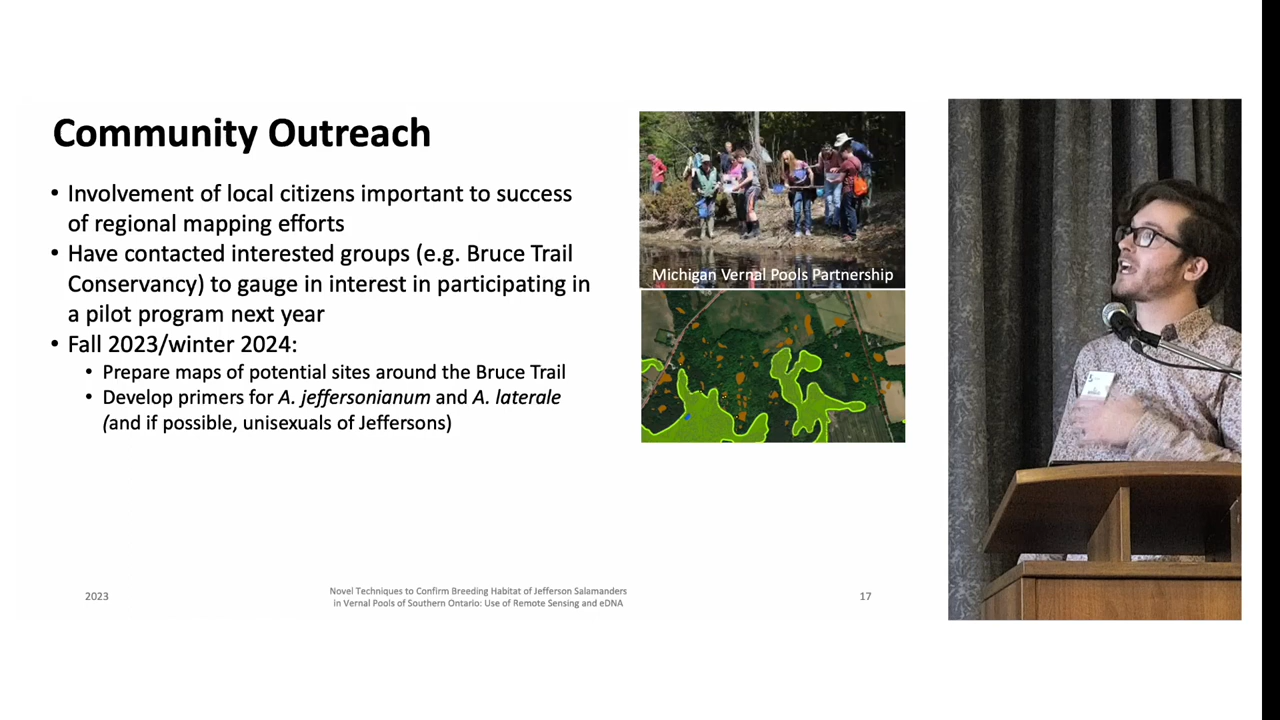 Community Outreach
• Involvement of local citizens important to success
of regional mapping efforts
• Have contacted interested groups (e.g. Bruce Trail
Conservancy) to gauge in interest in participating in
a pilot program next year
• Fall 2023/winter 2024:
• Prepare maps of potential sites around the Bruce Trail
• Develop primers for A. jeffersonianum and A. laterale
(and if possible, unisexuals of Jeffersons)
Michigan Vernal Pools Partnership
2023
Novel Techniques to Confirm Breeding Habitat of Jefferson Salamanders
in Vernal Pools of Southern Ontario: Use of Remote Sensing and eDNA
17